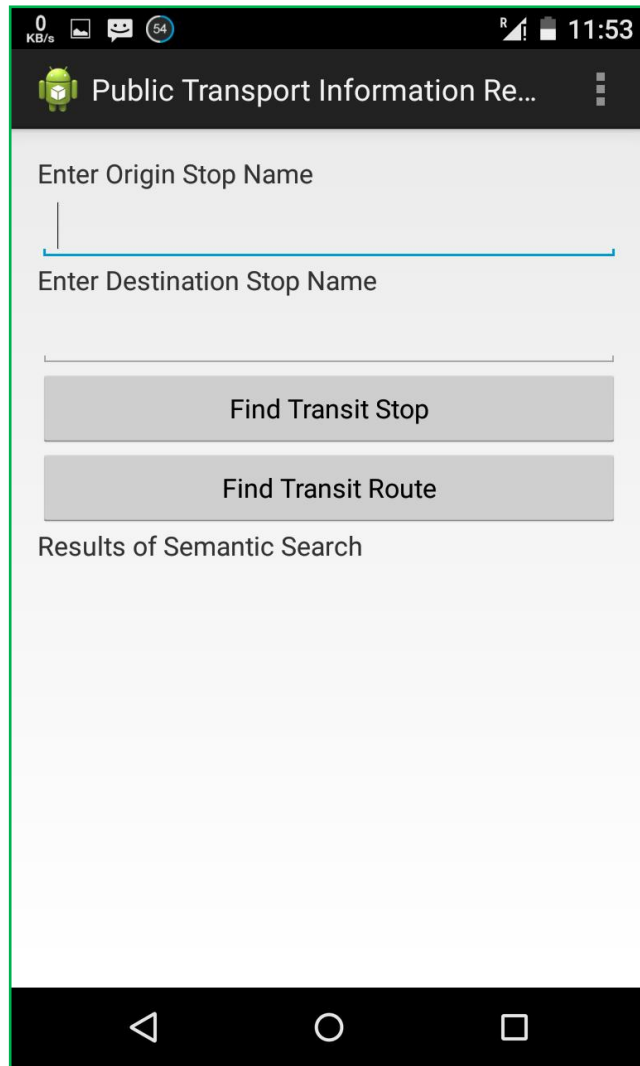 0
KB/s
54
R
11:53
Public Transport Information Re...
Enter Origin Stop Name
Enter Destination Stop Name
Find Transit Stop
Find Transit Route
Results of Semantic Search